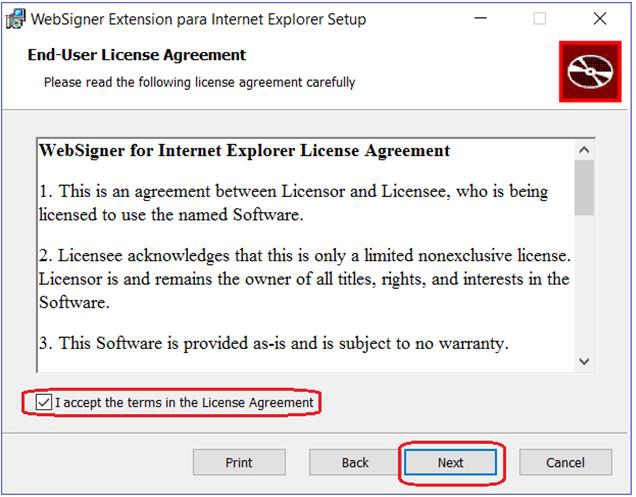 WebSigner Extension para Internet Explorer Setup
End-User License Agreement
Please read the following license agreement carefully
WebSigner for Internet Explorer License Agreement
1. This is an agreement between Licensor and Licensee, who is being
licensed to use the named Software.
2. Licensee acknowledges that this is only a limited nonexclusive license.
Licensor is and remains the owner of all titles, rights, and interests in the
Software.
3. This Software is provided as-is and is subject to no warranty.
I accept the terms in the License Agreement
Print Back Next Cancel